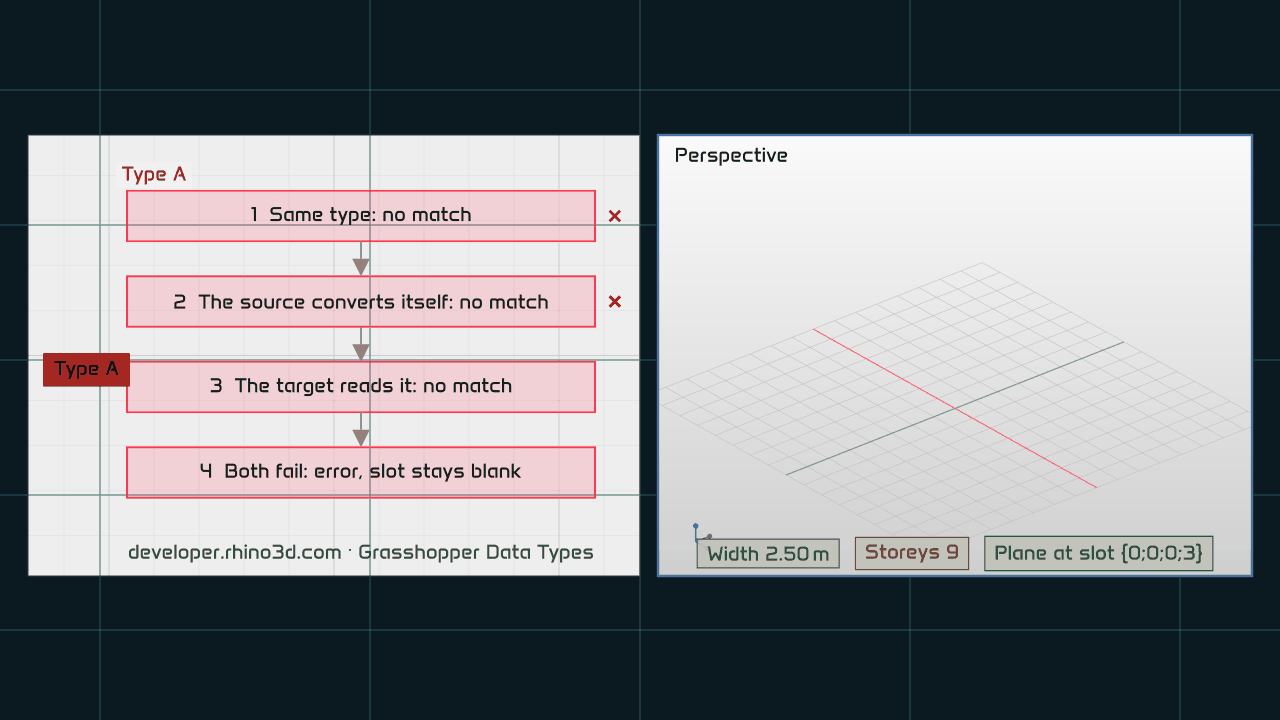 Type A
1 Same type: no match
×
2 The source converts itself: no match
×
Type A
3 The target reads it: no match
4 Both fail: error, slot stays blank
developer.rhino3d.com · Grasshopper Data Types
Perspective
Width 2.50 m
Storeys 9
Plane at slot {0;0;0;3}